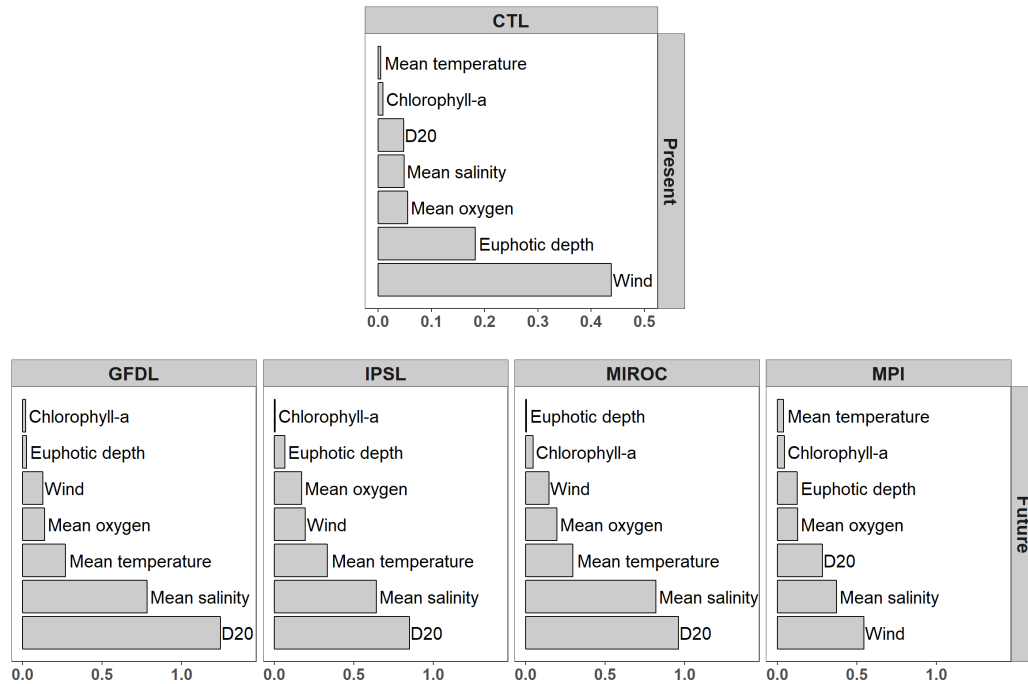 CTL
Mean temperature
Chlorophyll-a
D20
Mean salinity
Mean oxygen
Euphotic depth
Wind
Present
0.0 0.1 0.2 0.3 0.4 0.5
GFDL
Chlorophyll-a
Euphotic depth
Wind
Mean oxygen
Mean temperature
Mean salinity
D20
0.0 0.5 1.0
IPSL
Chlorophyll-a
Euphotic depth
Mean oxygen
Wind
Mean temperature
Mean salinity
D20
0.0 0.5 1.0
MIROC
Euphotic depth
Chlorophyll-a
Wind
Mean oxygen
Mean temperature
Mean salinity
D20
0.0 0.5 1.0
MPI
Mean temperature
Chlorophyll-a
Euphotic depth
Mean oxygen
D20
Mean salinity
Wind
0.0 0.5 1.0
Future